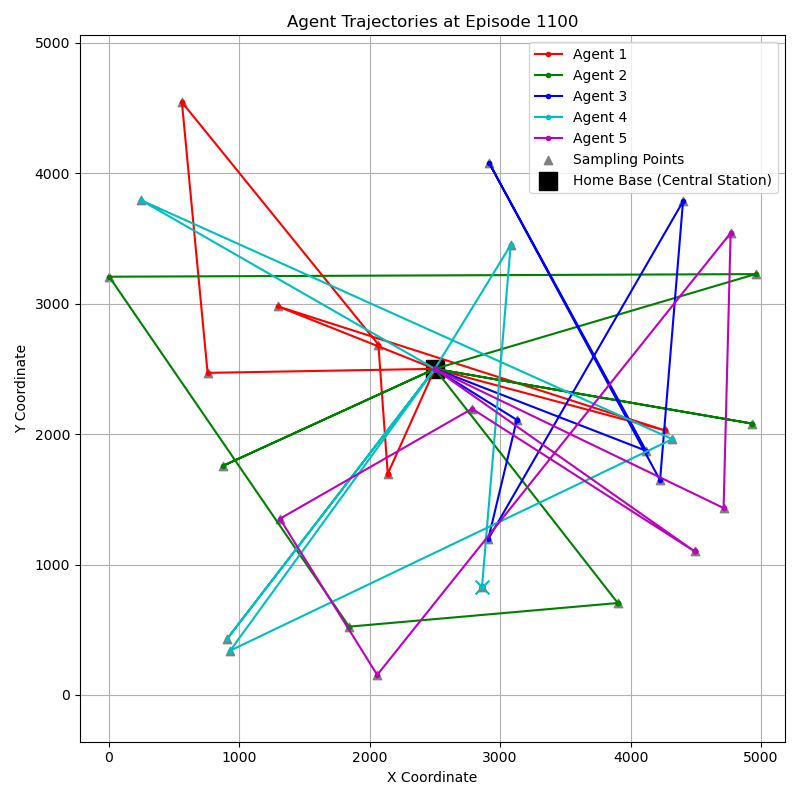 Agent Trajectories at Episode 1100
Agent 1
Agent 2
Agent 3
Agent 4
Agent 5
Sampling Points
Home Base (Central Station)
Y Coordinate
5000
4000
3000
2000
1000
0
0 1000 2000 3000 4000 5000
X Coordinate